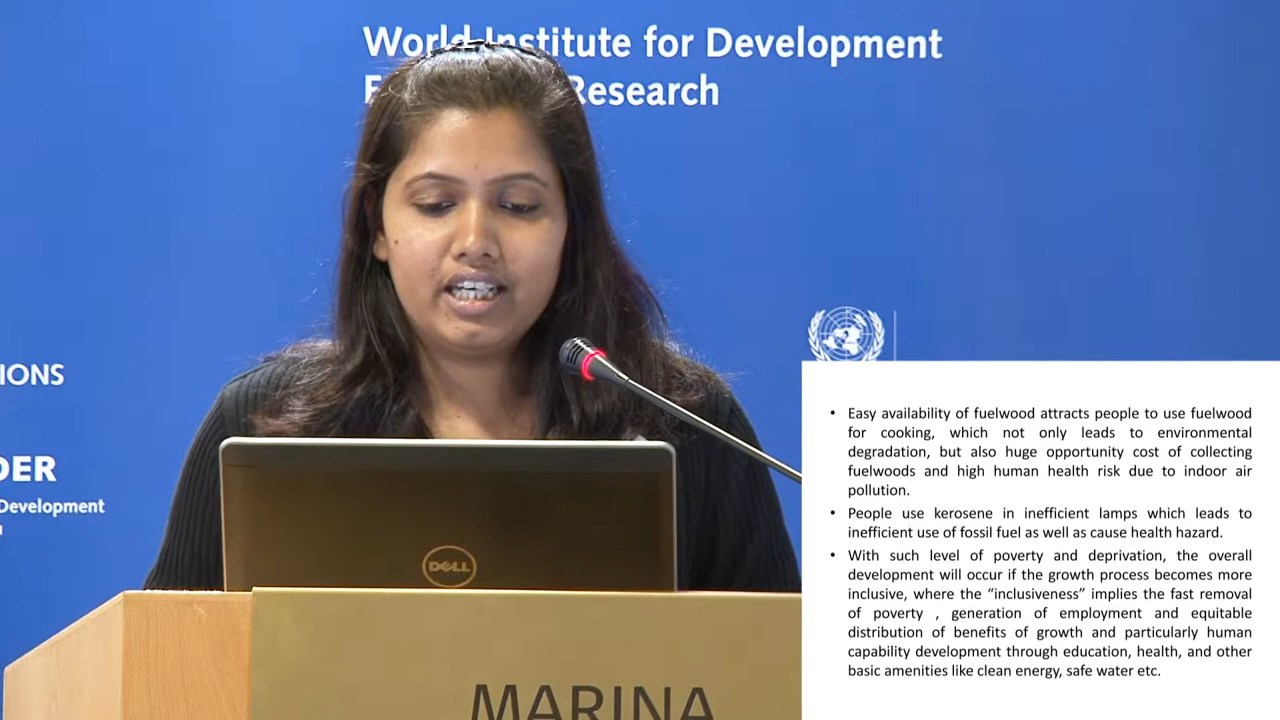 World Institute for Development
Research
IONS
DER
Development
DELL
MARINA
• Easy availability of fuelwood attracts people to use fuelwood
for cooking, which not only leads to environmental
degradation, but also huge opportunity cost of collecting
fuelwoods and high human health risk due to indoor air
pollution.
• People use kerosene in inefficient lamps which leads to
inefficient use of fossil fuel as well as cause health hazard.
• With such level of poverty and deprivation, the overall
development will occur if the growth process becomes more
inclusive, where the “inclusiveness” implies the fast removal
of poverty , generation of employment and equitable
distribution of benefits of growth and particularly human
capability development through education, health, and other
basic amenities like clean energy, safe water etc.